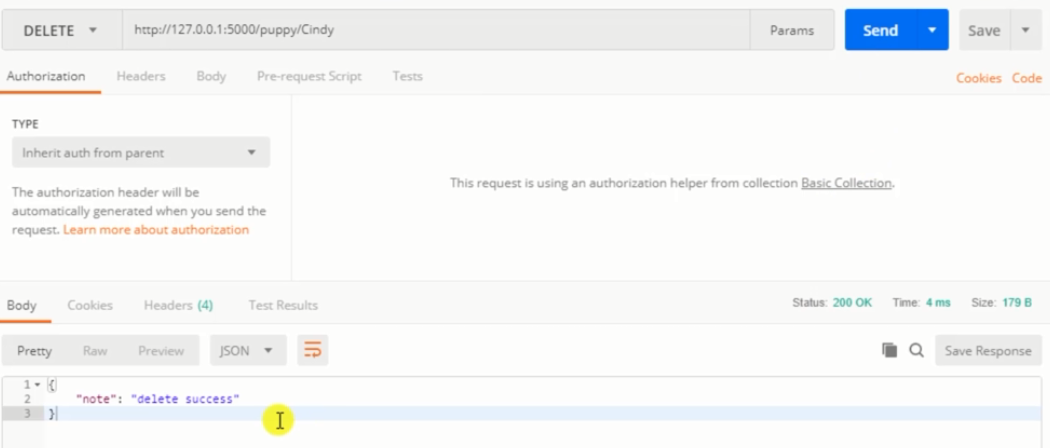 DELETE http://127.0.0.1:5000/puppy/Cindy Params Send Save
Authorization Headers Body Pre-request Script Tests Cookies Code
TYPE
Inherit auth from parent
The authorization header will be
automatically generated when you send the
request. Learn more about authorization
This request is using an authorization helper from collection Basic Collection.
Body Cookies Headers (4) Test Results Status: 200 OK Time: 4 ms Size: 179 B
Pretty Raw Preview JSON Save Response
1 {
2 "note": "delete success"
3 }